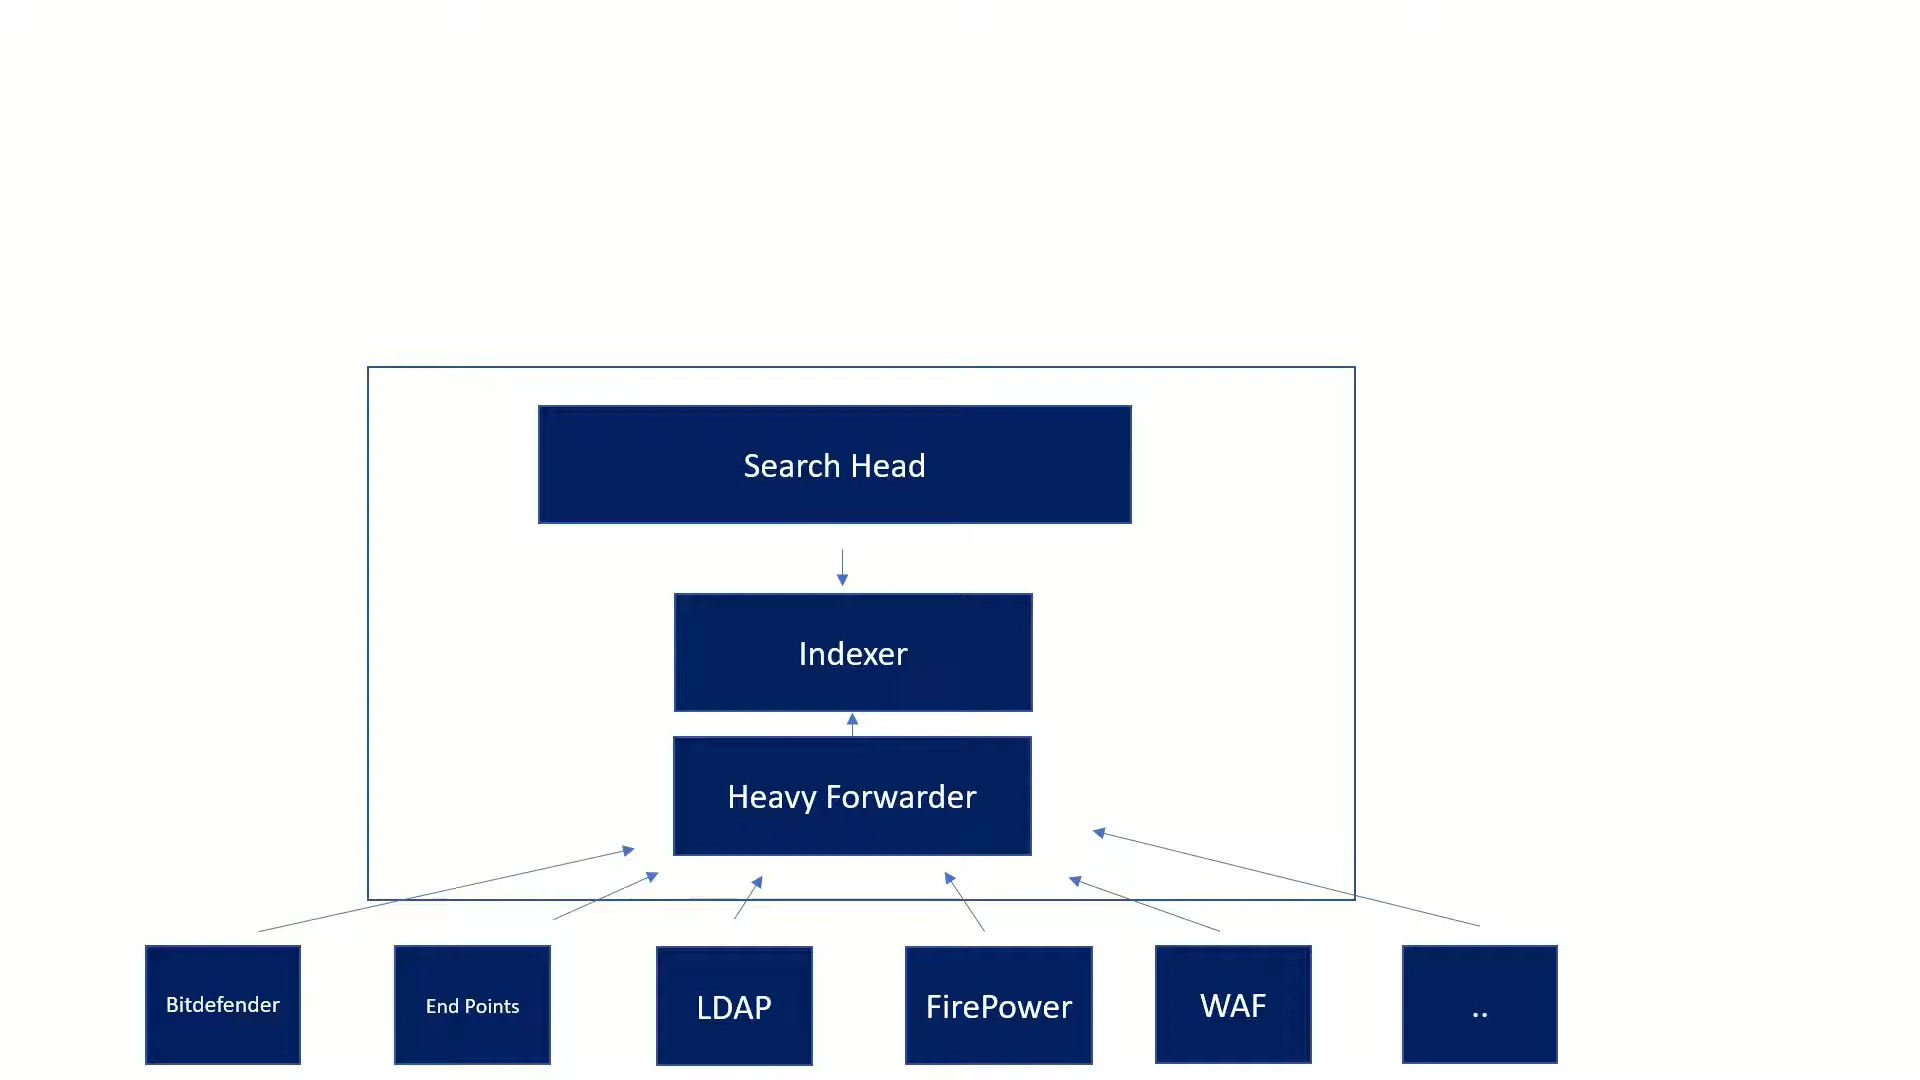 Search Head
Indexer
Heavy Forwarder
Bitdefender
End Points
LDAP
FirePower
WAF
..